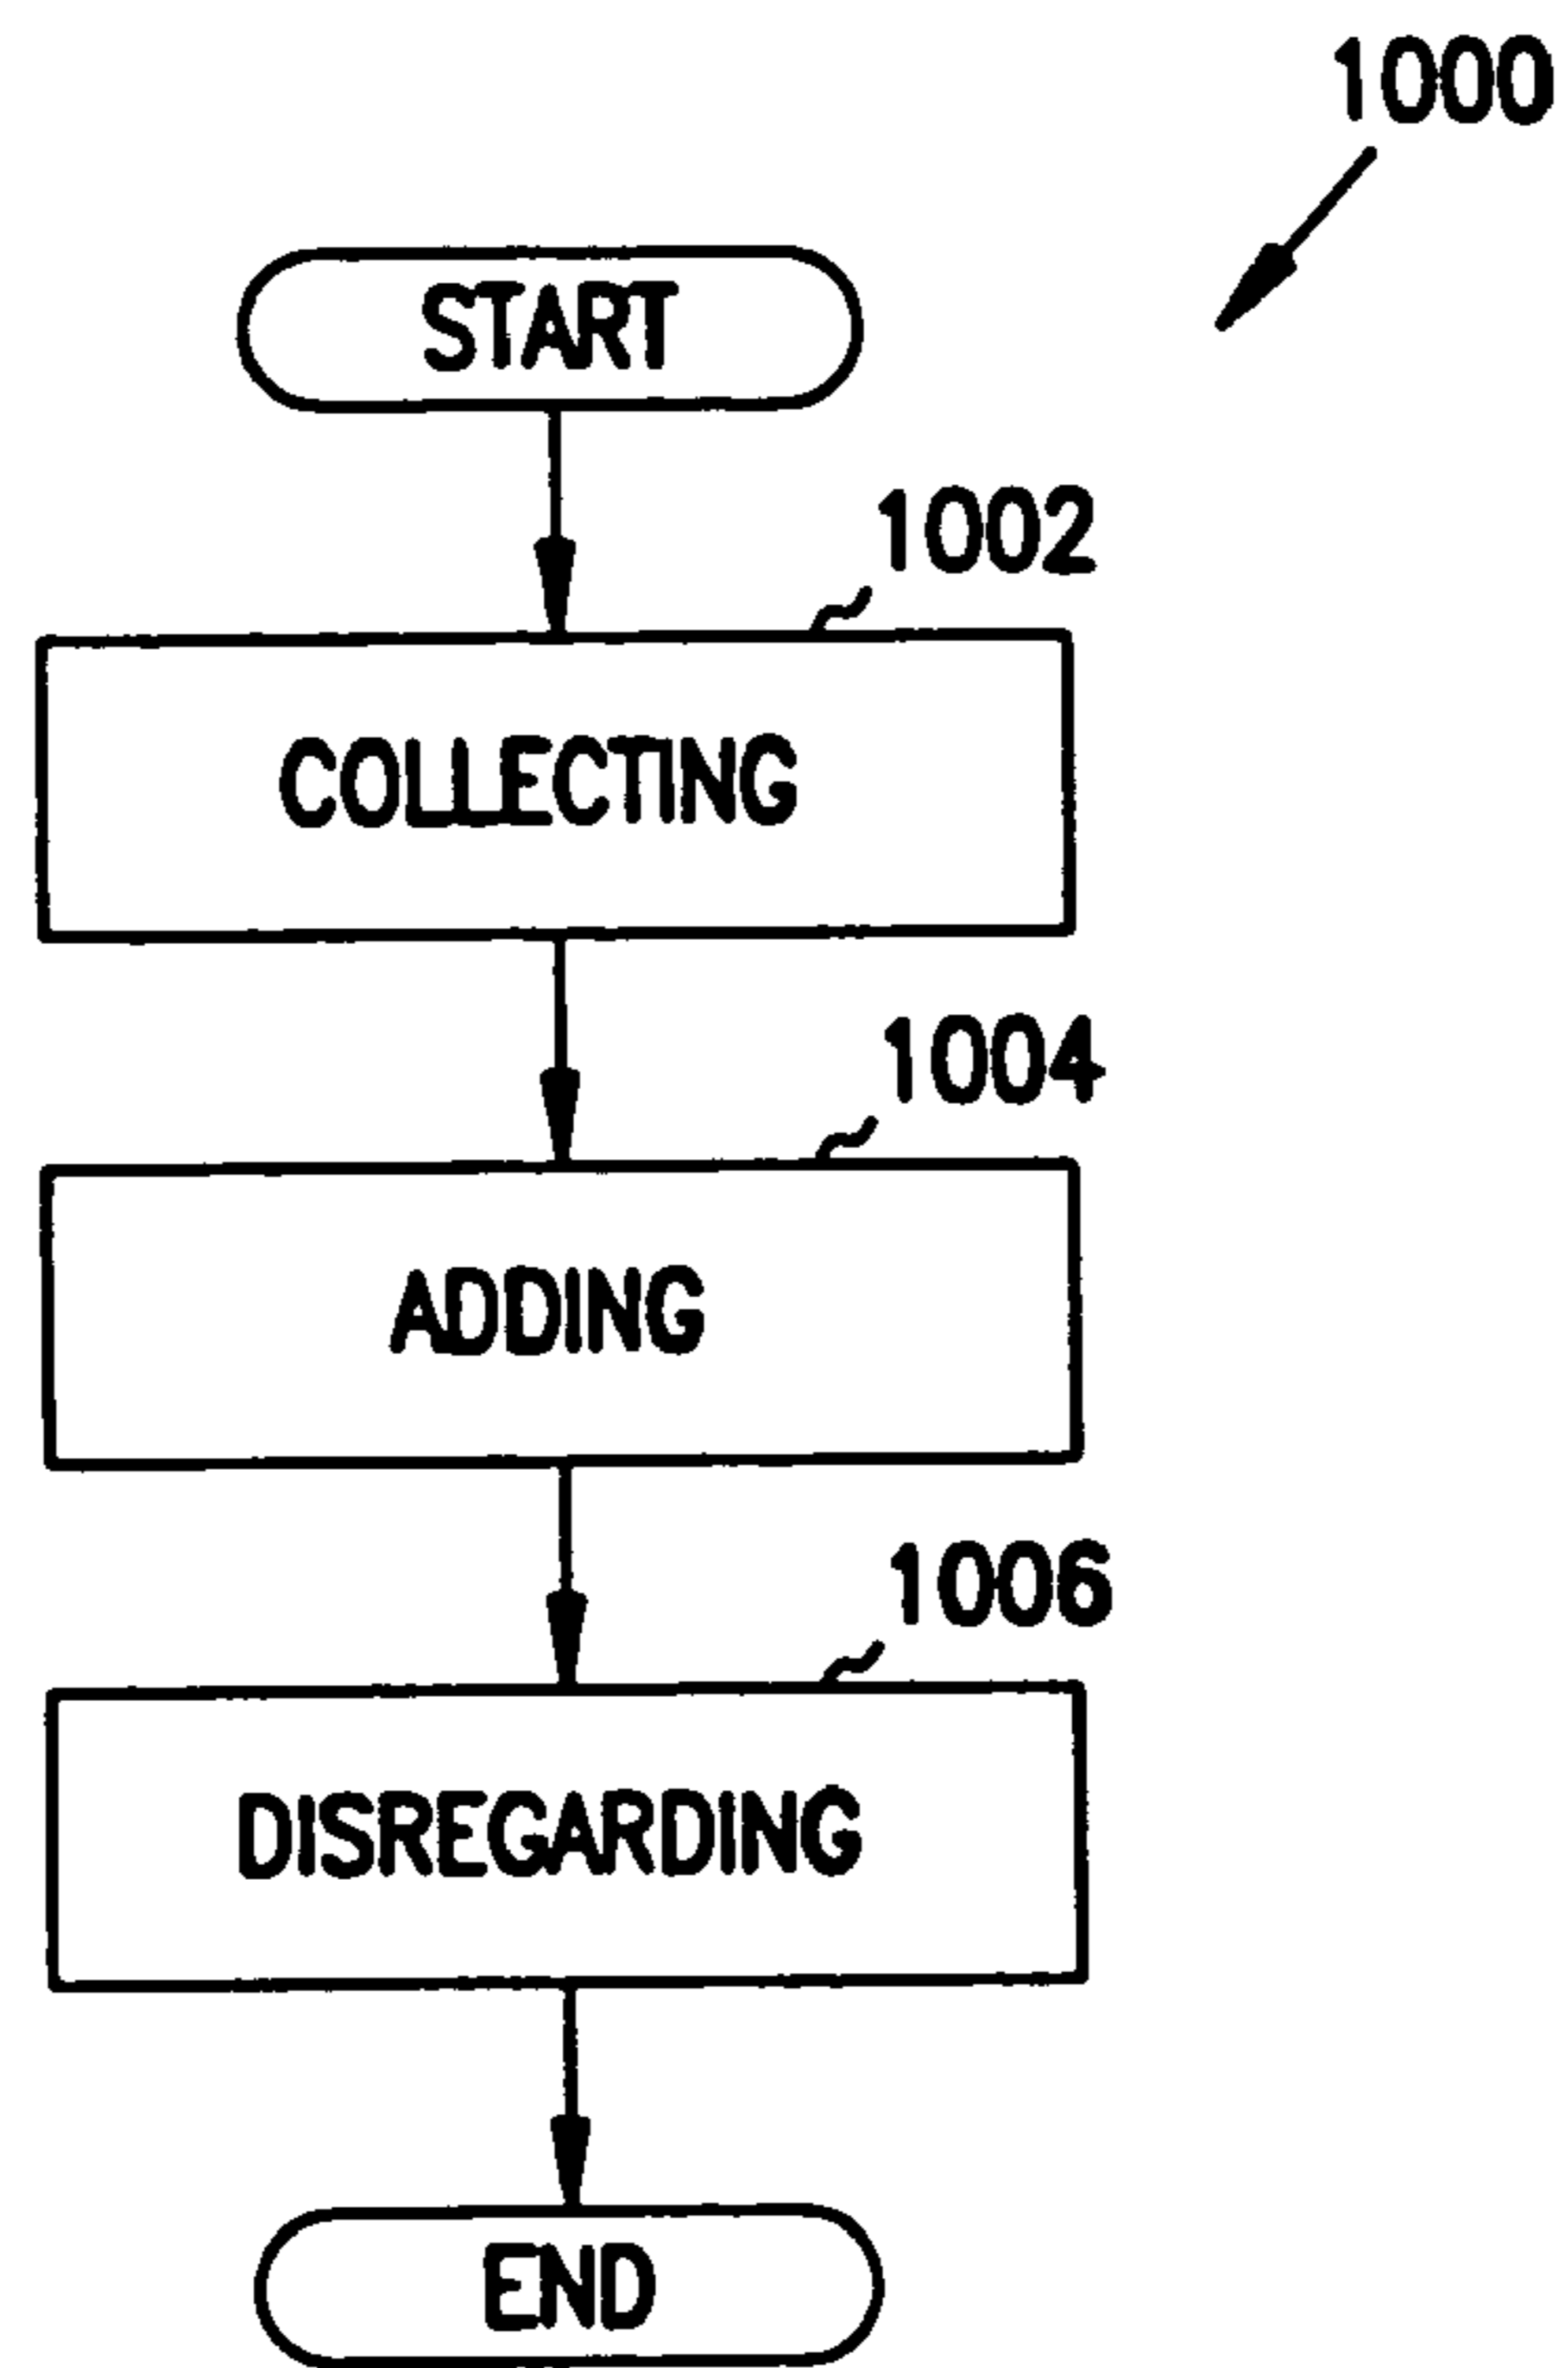 1000
START
1002
COLLECTING
1004
ADDING
1006
DISREGARDING
END